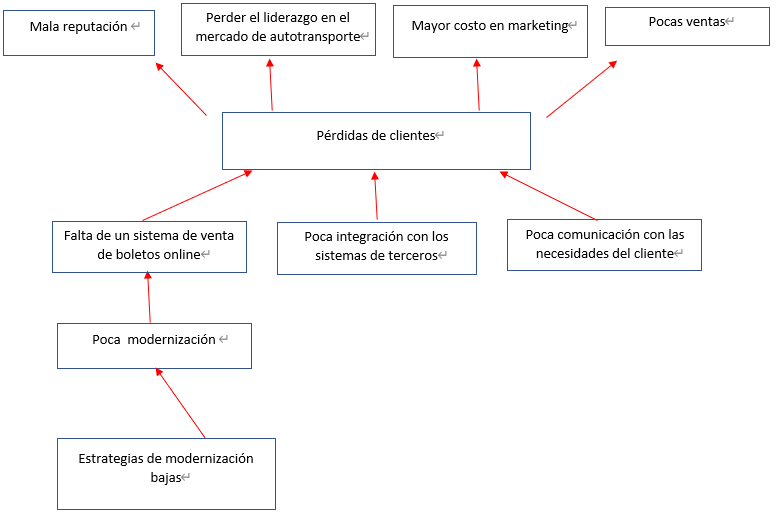 Mala reputación
Perder el liderazgo en el
mercado de autotransporte
Mayor costo en marketing
Pocas ventas
Pérdidas de clientes
Falta de un sistema de venta
de boletos online
Poca integración con los
sistemas de terceros
Poca comunicación con las
necesidades del cliente
Poca  modernización
Estrategias de modernización
bajas